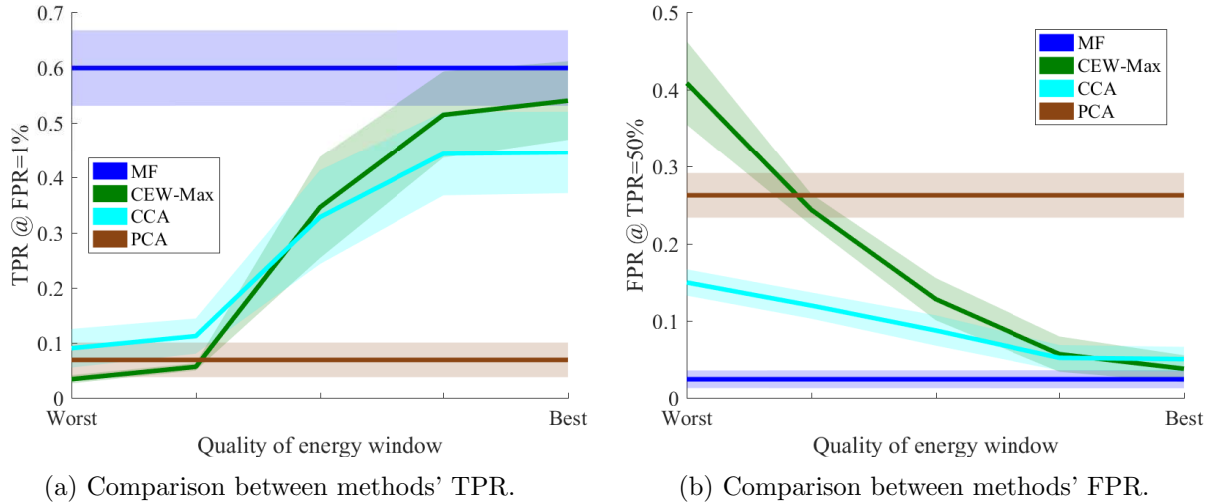 0.7
0.6
0.5
0.4
0.3
0.2
0.1
0
TPR @ FPR=1%
MF
CEW-Max
CCA
PCA
Worst
Best
Quality of energy window
(a) Comparison between methods' TPR.
0.5
0.4
0.3
0.2
0.1
0
FPR @ TPR=50%
MF
CEW-Max
CCA
PCA
Worst
Best
Quality of energy window
(b) Comparison between methods' FPR.